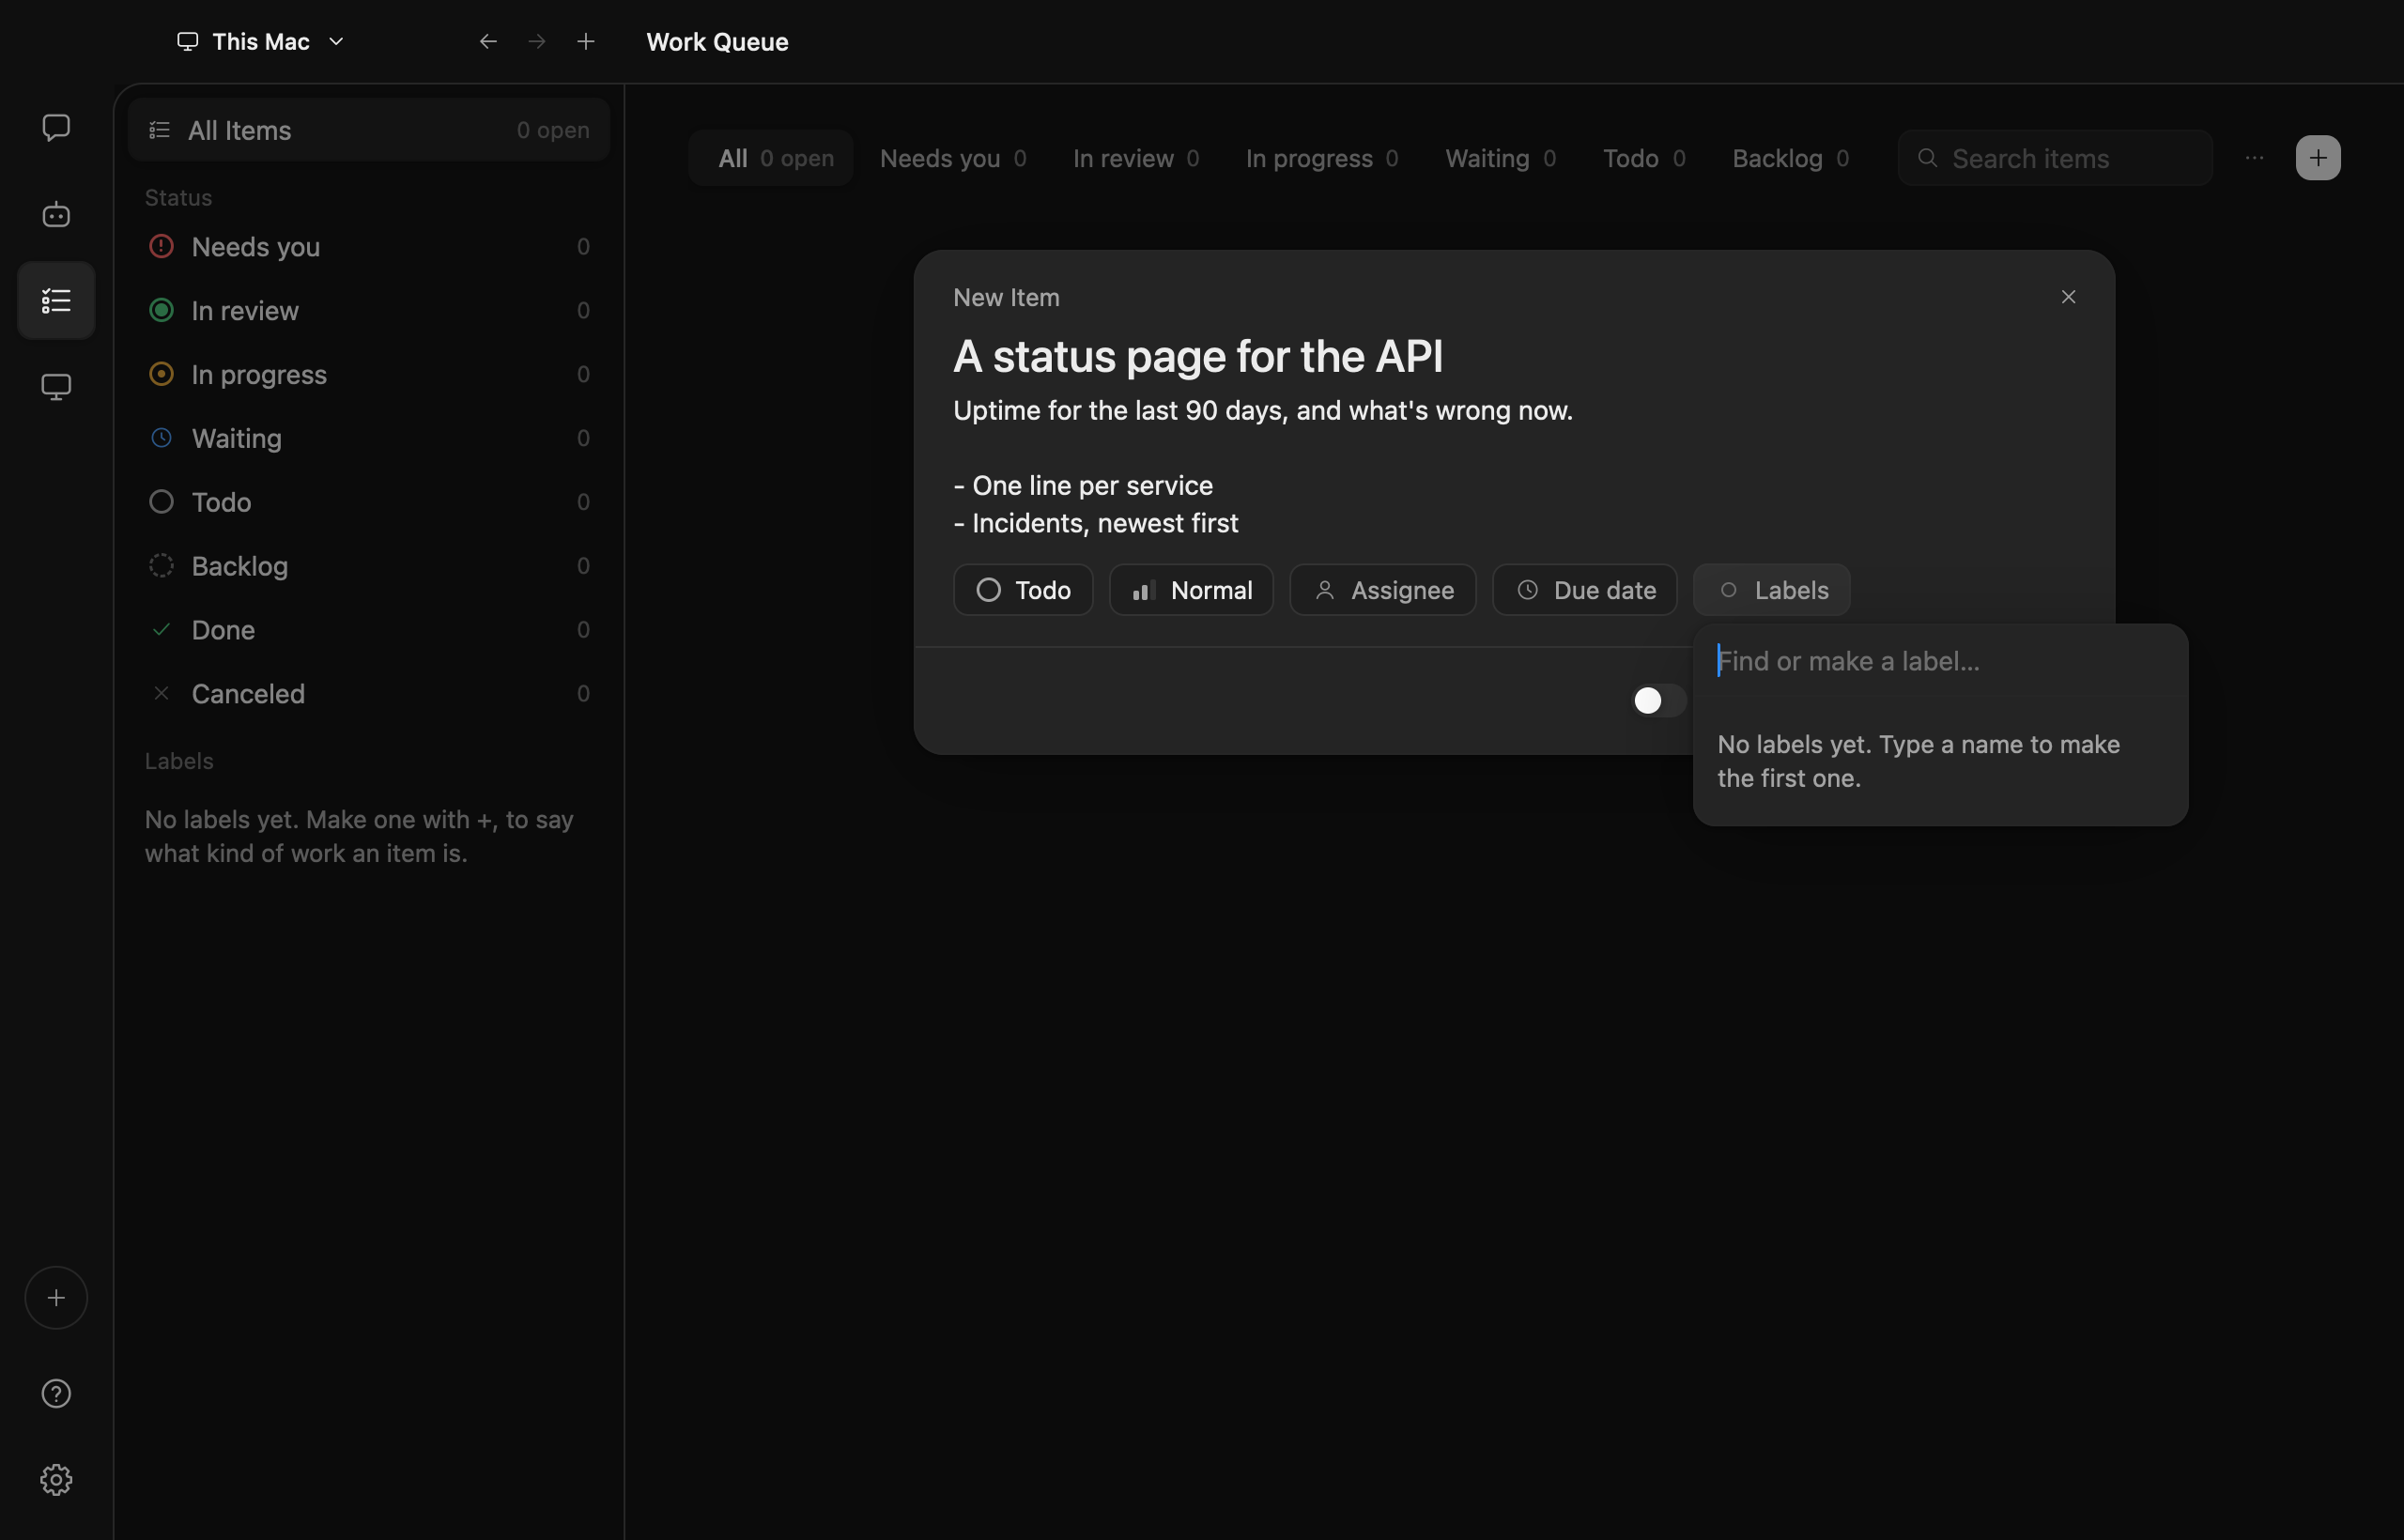 This Mac
Work Queue
All Items 0 open
Status
Needs you 0
In review 0
In progress 0
Waiting 0
Todo 0
Backlog 0
Done 0
Canceled 0
Labels
No labels yet. Make one with +, to say
what kind of work an item is.
All 0 open Needs you 0 In review 0 In progress 0 Waiting 0 Todo 0 Backlog 0 Search items
New Item
A status page for the API
Uptime for the last 90 days, and what's wrong now.
- One line per service
- Incidents, newest first
Todo Normal Assignee Due date Labels
Find or make a label...
No labels yet. Type a name to make
the first one.